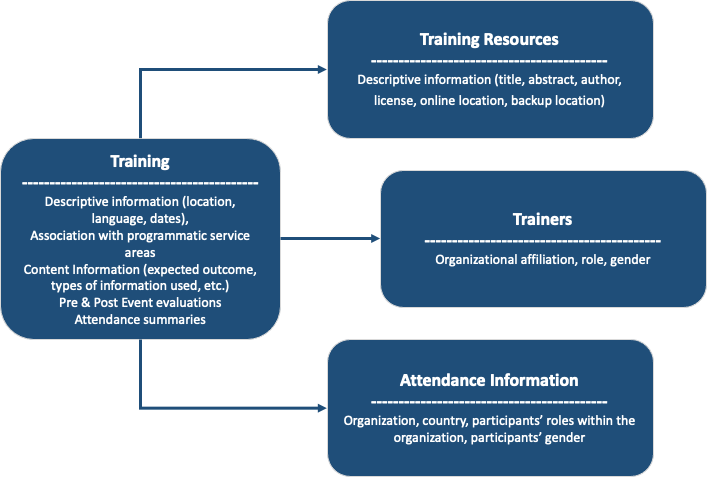 Training Resources
Descriptive information (title, abstract, author,
license, online location, backup location)
Training
Descriptive information (location,
language, dates),
Association with programmatic service
areas
Content Information (expected outcome,
types of information used, etc.)
Pre & Post Event evaluations
Attendance summaries
Trainers
Organizational affiliation, role, gender
Attendance Information
Organization, country, participants’ roles within the
organization, participants’ gender